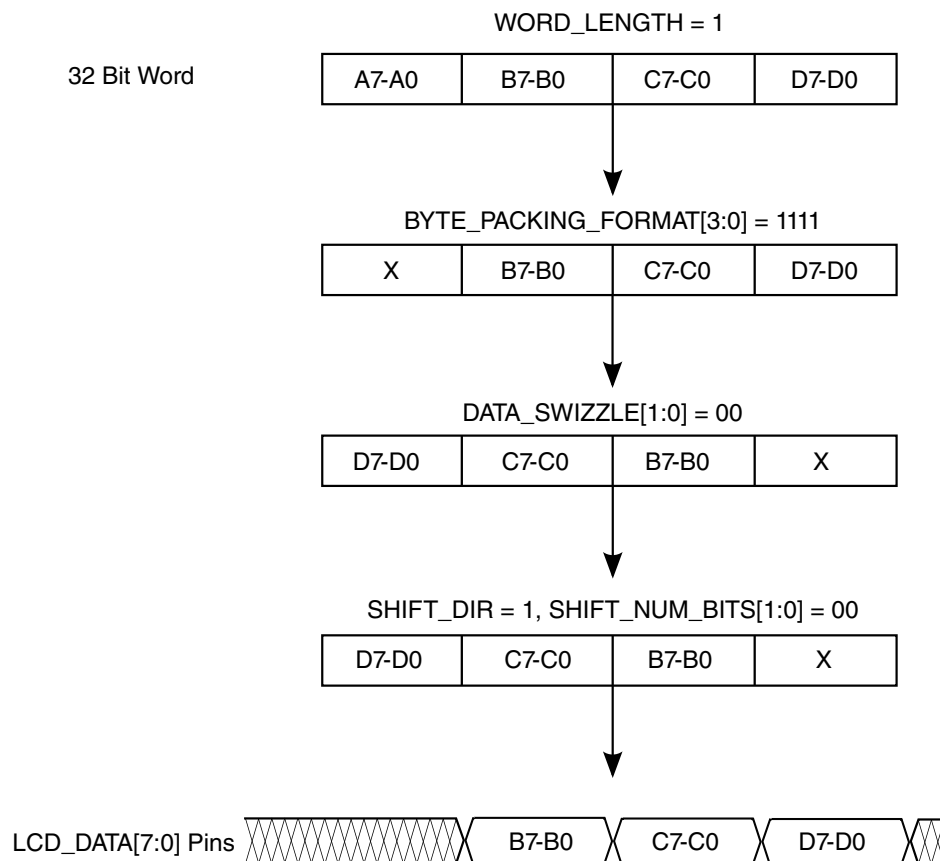 WORD_LENGTH = 1
32 Bit Word
A7-A0 B7-B0 C7-C0 D7-D0
BYTE_PACKING_FORMAT[3:0] = 1111
X B7-B0 C7-C0 D7-D0
DATA_SWIZZLE[1:0] = 00
D7-D0 C7-C0 B7-B0 X
SHIFT_DIR = 1, SHIFT_NUM_BITS[1:0] = 00
D7-D0 C7-C0 B7-B0 X
LCD_DATA[7:0] Pins B7-B0 C7-C0 D7-D0